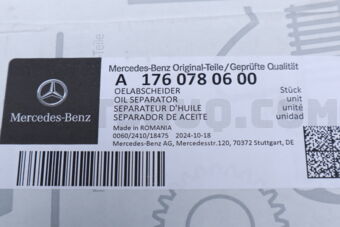 Mercedes-Benz Original-Teile/Geprüfte Qualität
A 176 078 06 00
OELABSCHEIDER Stück
OIL SEPARATOR unit
SEPARATEUR D'HUILE unité
SEPARADOR DE ACEITE unidad
Made in ROMANIA
0060/2410/18475 2024-10-18
Mercedes-Benz AG, Mercedesstr.120, 70372 Stuttgart, DE
Mercedes-Benz